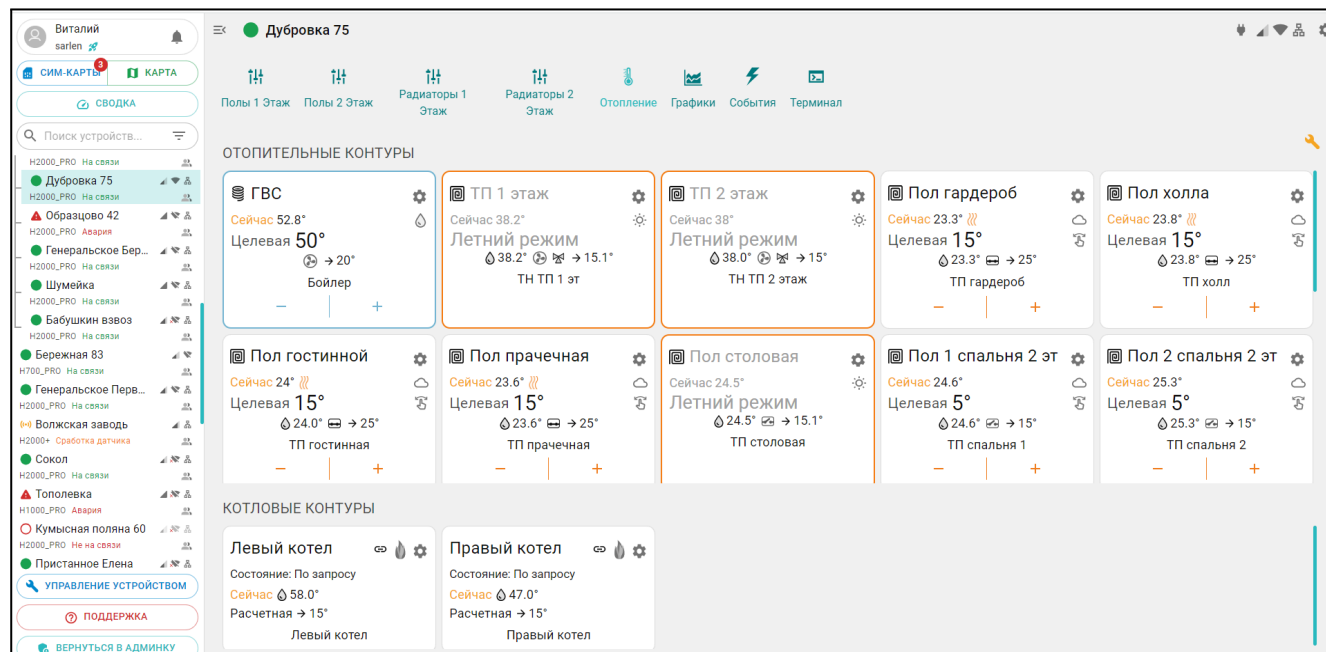 Виталий
sarlen
3
СИМ-КАРТЫ
КАРТА
СВОДКА
Поиск устройств...
H2000_PRO На связи
Дубровка 75
H2000_PRO На связи
Образцово 42
H2000_PRO Авария
Генеральское Бер...
H2000_PRO На связи
Шумейка
H2000_PRO На связи
Бабушкин взвоз
H2000_PRO На связи
Бережная 83
H700_PRO На связи
Генеральское Перв...
H2000_PRO На связи
Волжская заводь
H2000+ Сработка датчика
Сокол
H2000_PRO На связи
Тополевка
H1000_PRO Авария
Кумысная поляна 60
H2000_PRO Не на связи
Пристанное Елена
УПРАВЛЕНИЕ УСТРОЙСТВОМ
ПОДДЕРЖКА
ВЕРНУТЬСЯ В АДМИНКУ
Дубровка 75
Полы 1 Этаж
Полы 2 Этаж
Радиаторы 1
Этаж
Радиаторы 2
Этаж
Отопление
Графики
События
Терминал
ОТОПИТЕЛЬНЫЕ КОНТУРЫ
ГВС
Сейчас 52.8°
Целевая 50°
→ 20°
Бойлер
− +
ТП 1 этаж
Сейчас 38.2°
Летний режим
38.2° → 15.1°
ТН ТП 1 эт
ТП 2 этаж
Сейчас 38°
Летний режим
38.0° → 15°
ТН ТП 2 этаж
Пол гардероб
Сейчас 23.3°
Целевая 15°
23.3° → 25°
ТП гардероб
− +
Пол холла
Сейчас 23.8°
Целевая 15°
23.8° → 25°
ТП холл
− +
Пол гостинной
Сейчас 24°
Целевая 15°
24.0° → 25°
ТП гостинная
− +
Пол прачечная
Сейчас 23.6°
Целевая 15°
23.6° → 25°
ТП прачечная
− +
Пол столовая
Сейчас 24.5°
Летний режим
24.5° → 15.1°
ТП столовая
Пол 1 спальня 2 эт
Сейчас 24.6°
Целевая 5°
24.6° → 15°
ТП спальня 1
− +
Пол 2 спальня 2 эт
Сейчас 25.3°
Целевая 5°
25.3° → 15°
ТП спальня 2
− +
КОТЛОВЫЕ КОНТУРЫ
Левый котел
Состояние: По запросу
Сейчас 58.0°
Расчетная → 15°
Левый котел
Правый котел
Состояние: По запросу
Сейчас 47.0°
Расчетная → 15°
Правый котел